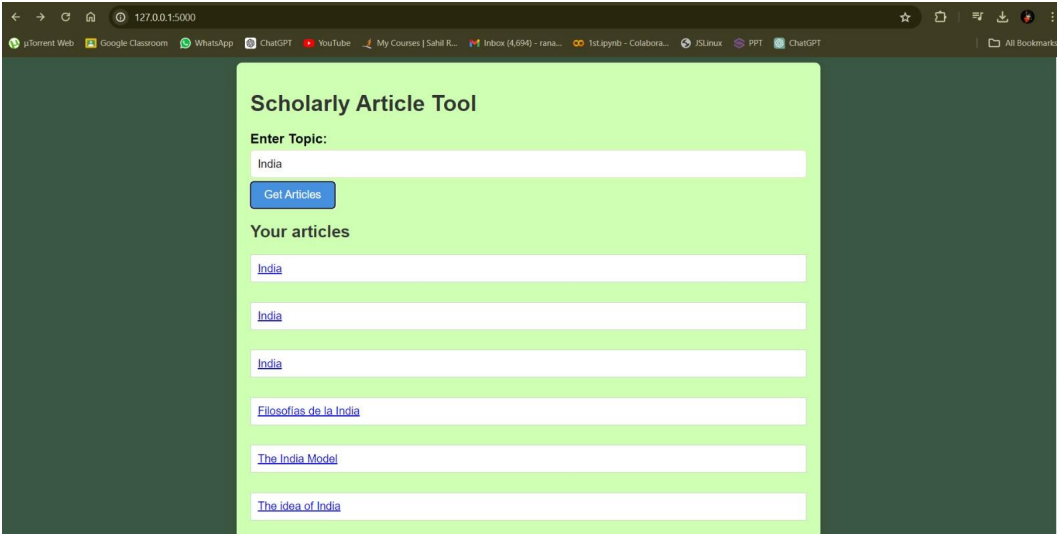 127.0.0.1:5000
µTorrent Web Google Classroom WhatsApp ChatGPT YouTube My Courses | Sahil R... Inbox (4,694) - rana... 1st.ipynb - Colabora... JSLinux PPT ChatGPT All Bookmarks
Scholarly Article Tool
Enter Topic:
India
Get Articles
Your articles
India
India
India
Filosofías de la India
The India Model
The idea of India